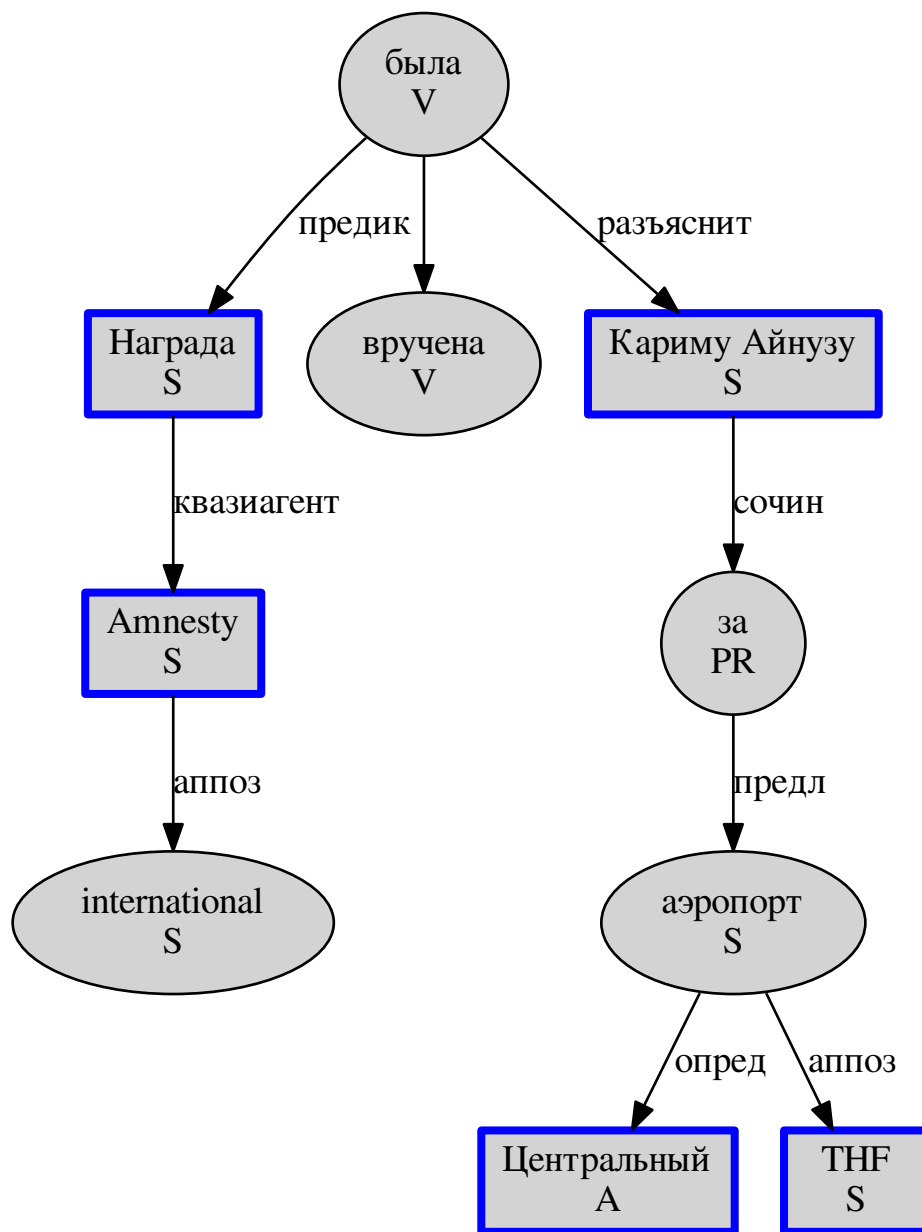 была
V
предик
разъяснит
Награда
S
вручена
V
Кариму Айнузу
S
квазиагент
сочин
Amnesty
S
за
PR
аппоз
предл
international
S
аэропорт
S
опред
аппоз
Центральный
A
THF
S